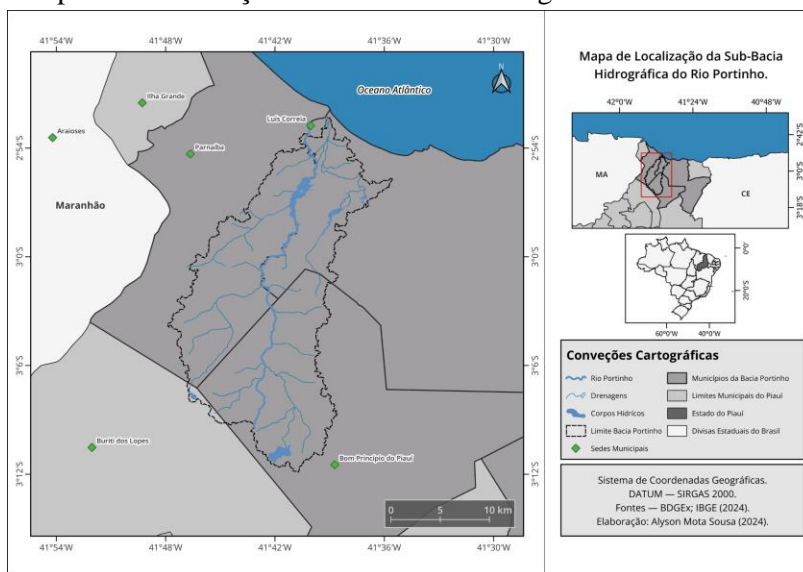 41°54'W
41°48'W
41°42'W
41°36'W
41°30'W
N
Oceano Atlântico
Ilha Grande
Luís Correia
Araioses
Parnaíba
2°54'S
2°54'S
Maranhão
3°0'S
3°0'S
3°6'S
3°6'S
Buriti dos Lopes
Bom Princípio do Piauí
3°12'S
3°12'S
0
5
10 km
41°54'W
41°48'W
41°42'W
41°36'W
41°30'W
Mapa de Localização da Sub-Bacia
Hidrográfica do Rio Portinho.
42°0'W
41°24'W
40°48'W
2°42'S
3°0'S
3°18'S
MA
CE
0°0'
20°0'S
60°0'W
40°0'W
Conveções Cartográficas
Rio Portinho
Drenagens
Corpos Hídricos
Limite Bacia Portinho
Sedes Municipais
Municípios da Bacia Portinho
Limites Municipais do Piauí
Estado do Piauí
Divisas Estaduais do Brasil
Sistema de Coordenadas Geográficas.
DATUM — SIRGAS 2000.
Fontes — BDGEx; IBGE (2024).
Elaboração: Alyson Mota Sousa (2024).